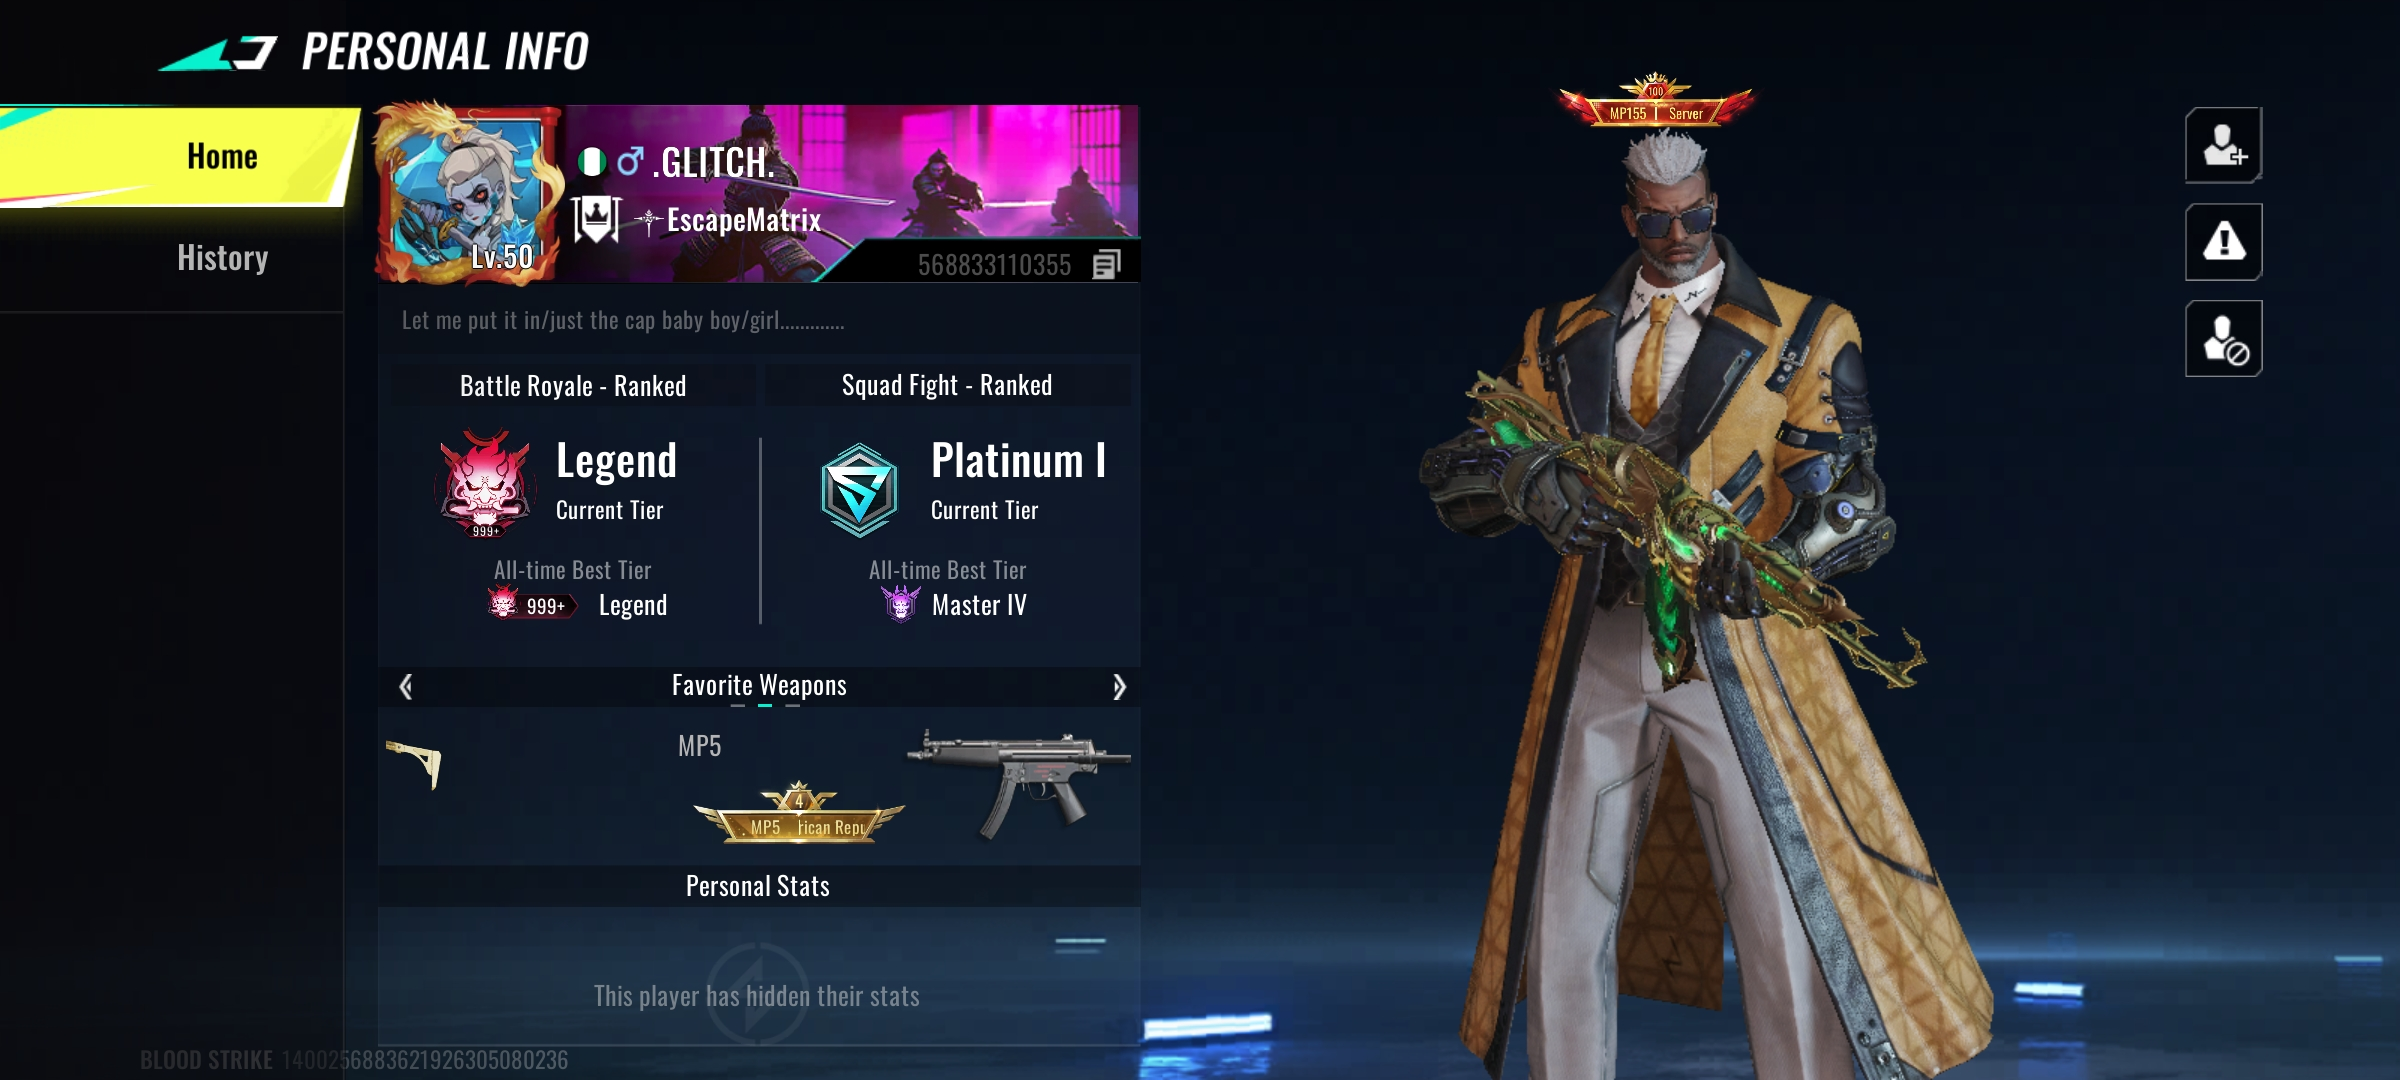 PERSONAL INFO
Home
History
.GLITCH.
EscapeMatrix
Lv.50
568833110355
Let me put it in/just the cap baby boy/girl.............
Battle Royale - Ranked
Squad Fight - Ranked
Legend
Current Tier
999+
Platinum I
Current Tier
All-time Best Tier
999+ Legend
All-time Best Tier
Master IV
Favorite Weapons
MP5
4
. MP5 . frican Repu
Personal Stats
This player has hidden their stats
BLOOD STRIKE 1400256883621926305080236
100
MP155 Server